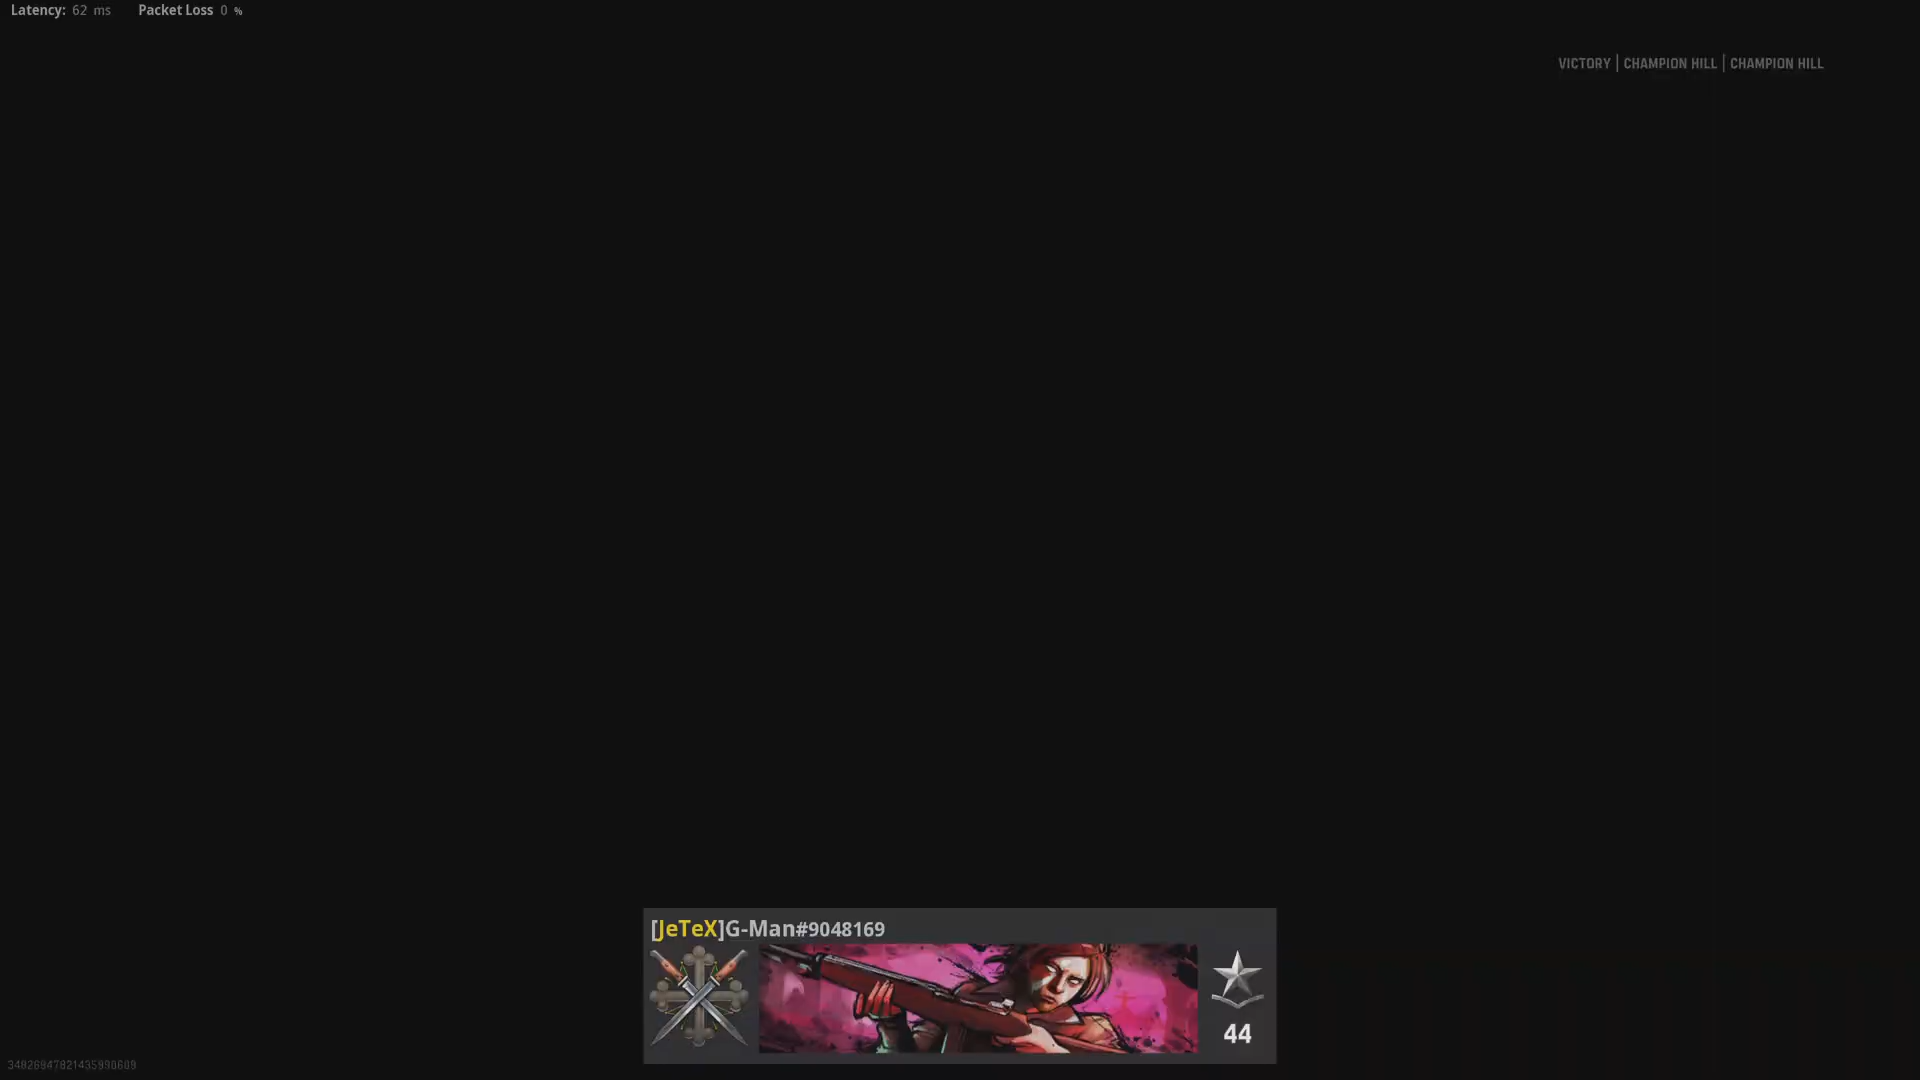 Latency: 62 ms Packet Loss 0 %
VICTORY | CHAMPION HILL | CHAMPION HILL
[JeTeX]G-Man#9048169
44